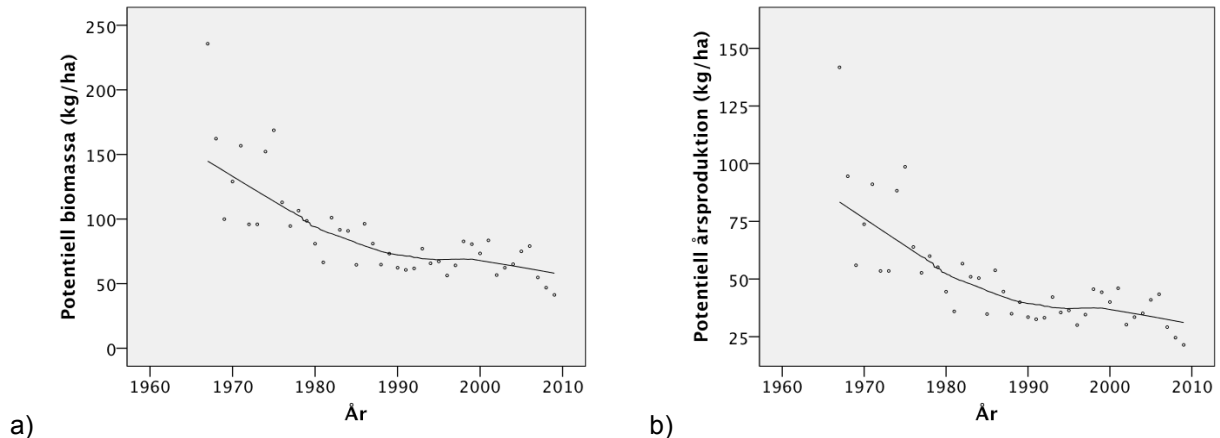 Potentiell biomassa (kg/ha)
250
200
150
100
50
0
1960 1970 1980 1990 2000 2010
År
a)
Potentiell årsproduktion (kg/ha)
150
125
100
75
50
25
1960 1970 1980 1990 2000 2010
År
b)